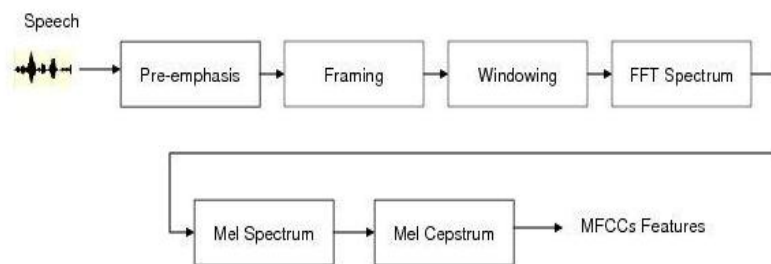 Speech
Pre-emphasis
Framing
Windowing
FFT Spectrum
Mel Spectrum
Mel Cepstrum
MFCCs Features